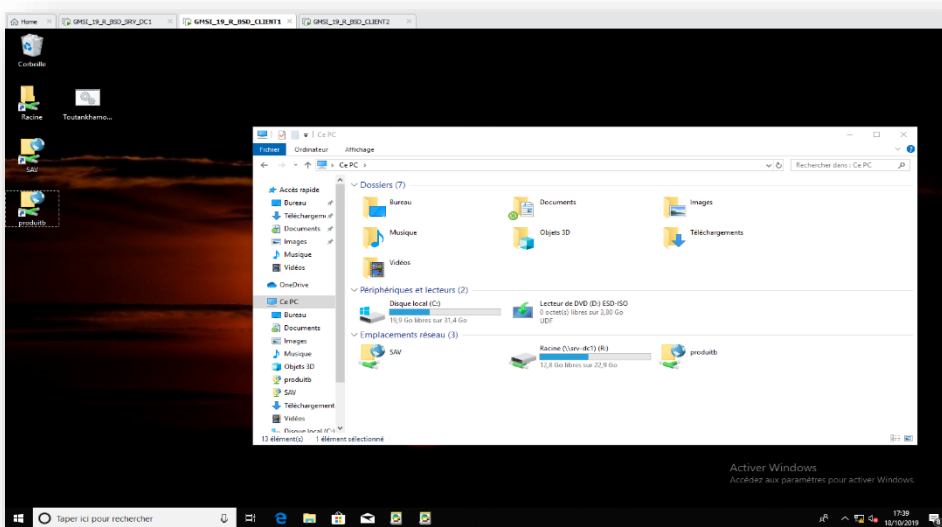 Home
GMSI_19_R_BSD_SRV_DC1
GMSI_19_R_BSD_CLIENT1
GMSI_19_R_BSD_CLIENT2
Corbeille
Racine
Toutankhamo...
SAV
produitb
Ce PC
Fichier Ordinateur Affichage
Ce PC
Rechercher dans : Ce PC
Accès rapide
Bureau
Téléchargeme
Documents
Images
Musique
Vidéos
OneDrive
Ce PC
Bureau
Documents
Images
Musique
Objets 3D
produitb
SAV
Téléchargement
Vidéos
Disque local (C:)
Dossiers (7)
Bureau
Documents
Images
Musique
Objets 3D
Téléchargements
Vidéos
Périphériques et lecteurs (2)
Disque local (C:)
19,9 Go libres sur 31,4 Go
Lecteur de DVD (D:) ESD-ISO
0 octet(s) libres sur 3,80 Go
UDF
Emplacements réseau (3)
SAV
Racine (\\srv-dc1) (R:)
12,8 Go libres sur 22,9 Go
produitb
13 élément(s) 1 élément sélectionné
Activer Windows
Accédez aux paramètres pour activer Windows.
Taper ici pour rechercher
17:39
18/10/2019